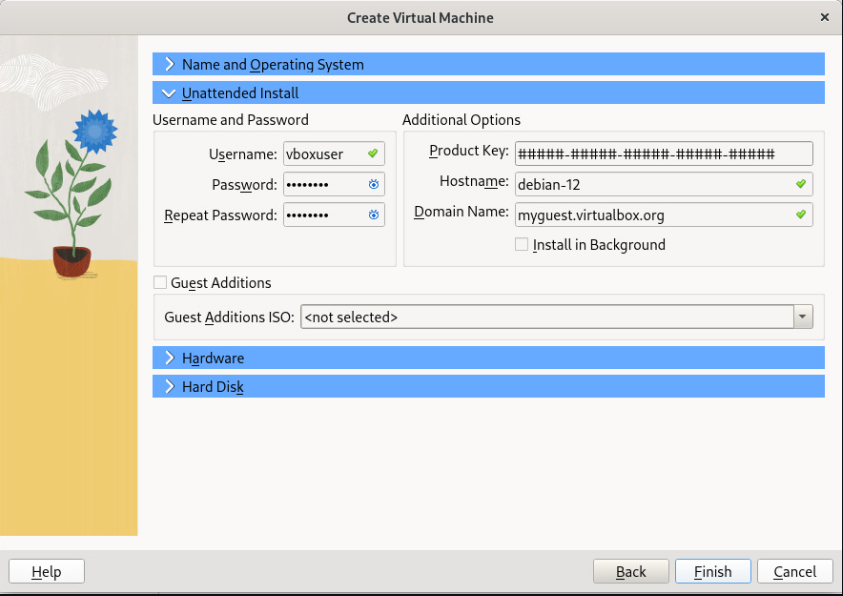 Create Virtual Machine
Name and Operating System
Unattended Install
Username and Password
Username: vboxuser
Password: ••••••••
Repeat Password: ••••••••
Additional Options
Product Key: #####-#####-#####-#####-#####
Hostname: debian-12
Domain Name: myguest.virtualbox.org
Install in Background
Guest Additions
Guest Additions ISO: <not selected>
Hardware
Hard Disk
Help
Back
Finish
Cancel